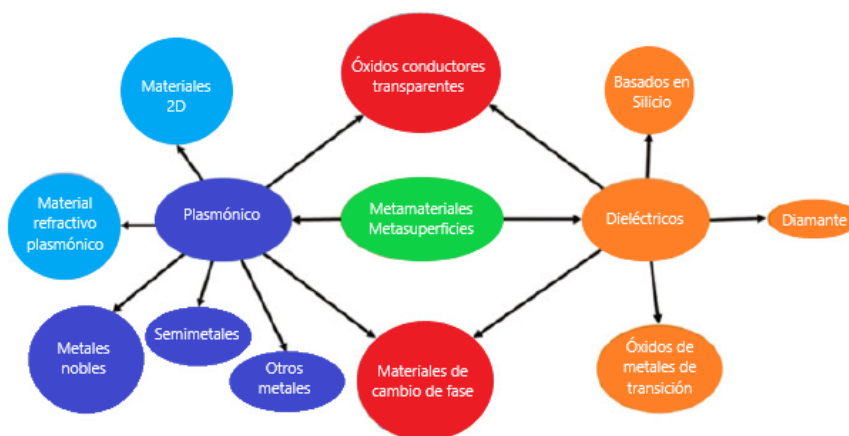 Óxidos conductores
transparentes
Materiales
2D
Basados en
Silicio
Material
refractivo
plasmónico
Plasmónico
Metamateriales
Metasuperficies
Dieléctricos
Diamante
Metales
nobles
Semimetales
Otros
metales
Materiales de
cambio de fase
Óxidos de
metales de
transición